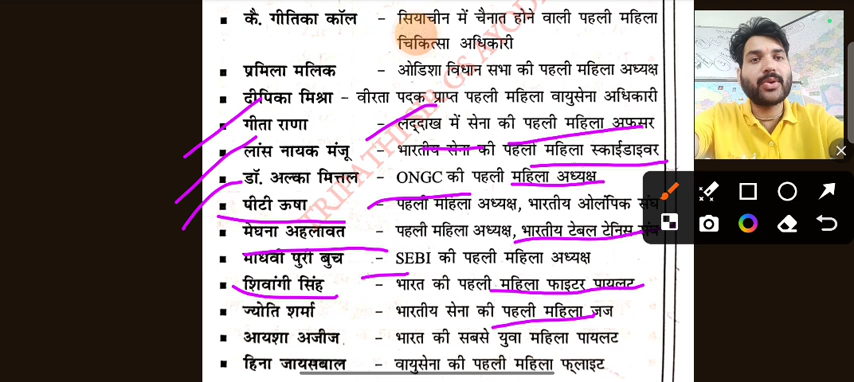 ▪ कै. गीतिका कॉल - सियाचीन में चैनात होने वाली पहली महिला
चिकित्सा अधिकारी
▪ प्रमिला मलिक - ओडिशा विधान सभा की पहली महिला अध्यक्ष
▪ दीपिका मिश्रा - वीरता पदक प्राप्त पहली महिला वायुसेना अधिकारी
▪ गीता राणा - लद्दाख में सेना की पहली महिला अफसर
▪ लांस नायक मंजू - भारतीय सेना की पहली महिला स्काईडाइवर
▪ डॉ. अल्का मित्तल - ONGC की पहली महिला अध्यक्ष
▪ पीटी ऊषा - पहली महिला अध्यक्ष, भारतीय ओलंपिक संघ
▪ मेघना अहलावत - पहली महिला अध्यक्ष, भारतीय टेबल टेनिस संघ
▪ माधवी पुरी बुच - SEBI की पहली महिला अध्यक्ष
▪ शिवांगी सिंह - भारत की पहली महिला फाइटर पायलट
▪ ज्योति शर्मा - भारतीय सेना की पहली महिला जज
▪ आयशा अजीज - भारत की सबसे युवा महिला पायलट
▪ हिना जायसबाल - वायुसेना की पहली महिला फ्लाइट